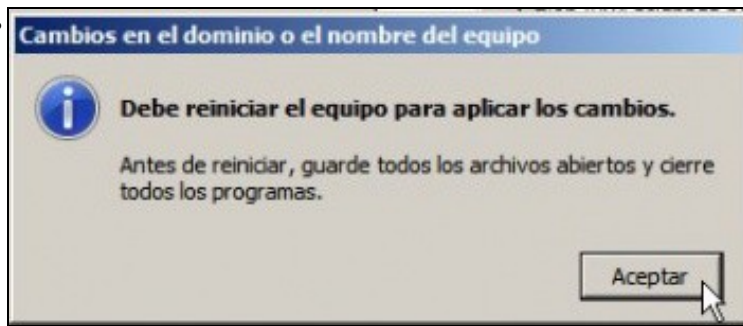 Cambios en el dominio o el nombre del equipo
Debe reiniciar el equipo para aplicar los cambios.
Antes de reiniciar, guarde todos los archivos abiertos y cierre
todos los programas.
Aceptar